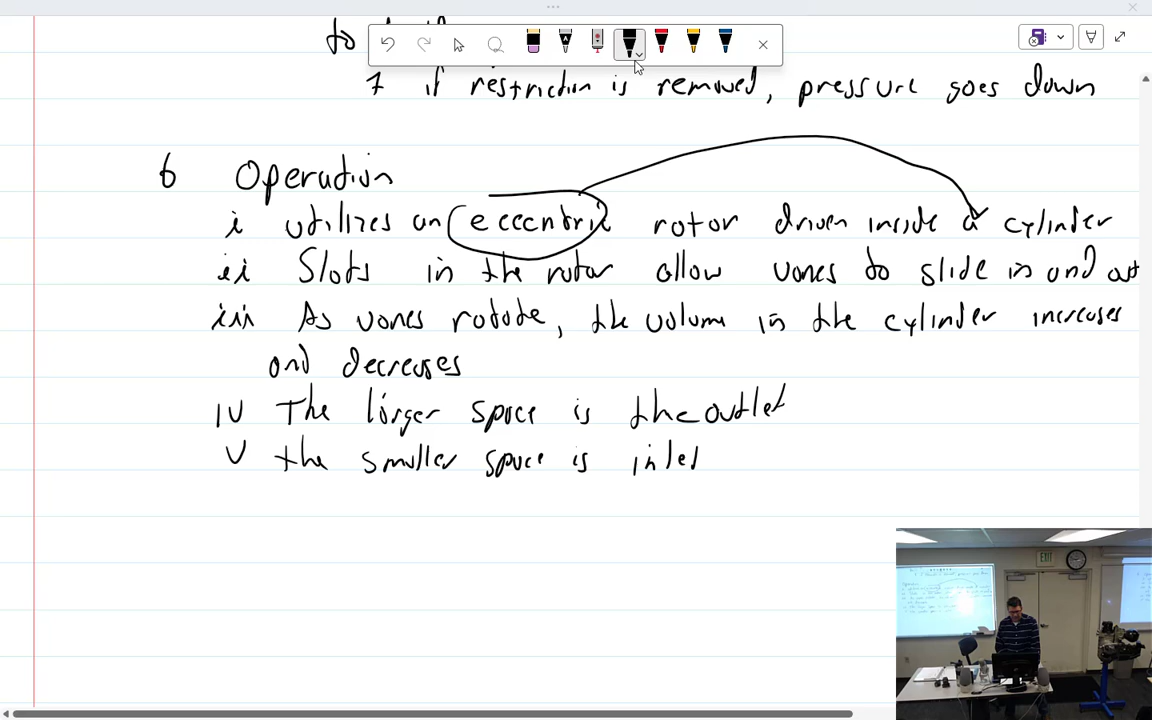 to
7 if restriction is removed, pressure goes down
6 Operation
i utilizes an eccentric rotor driven inside a cylinder
ii Slots in the rotor allow vanes to slide in and out
iii As vanes rotate, the volume in the cylinder increases
and decreases
IV The larger space is the outlet
V the smaller space is inlet
EXIT